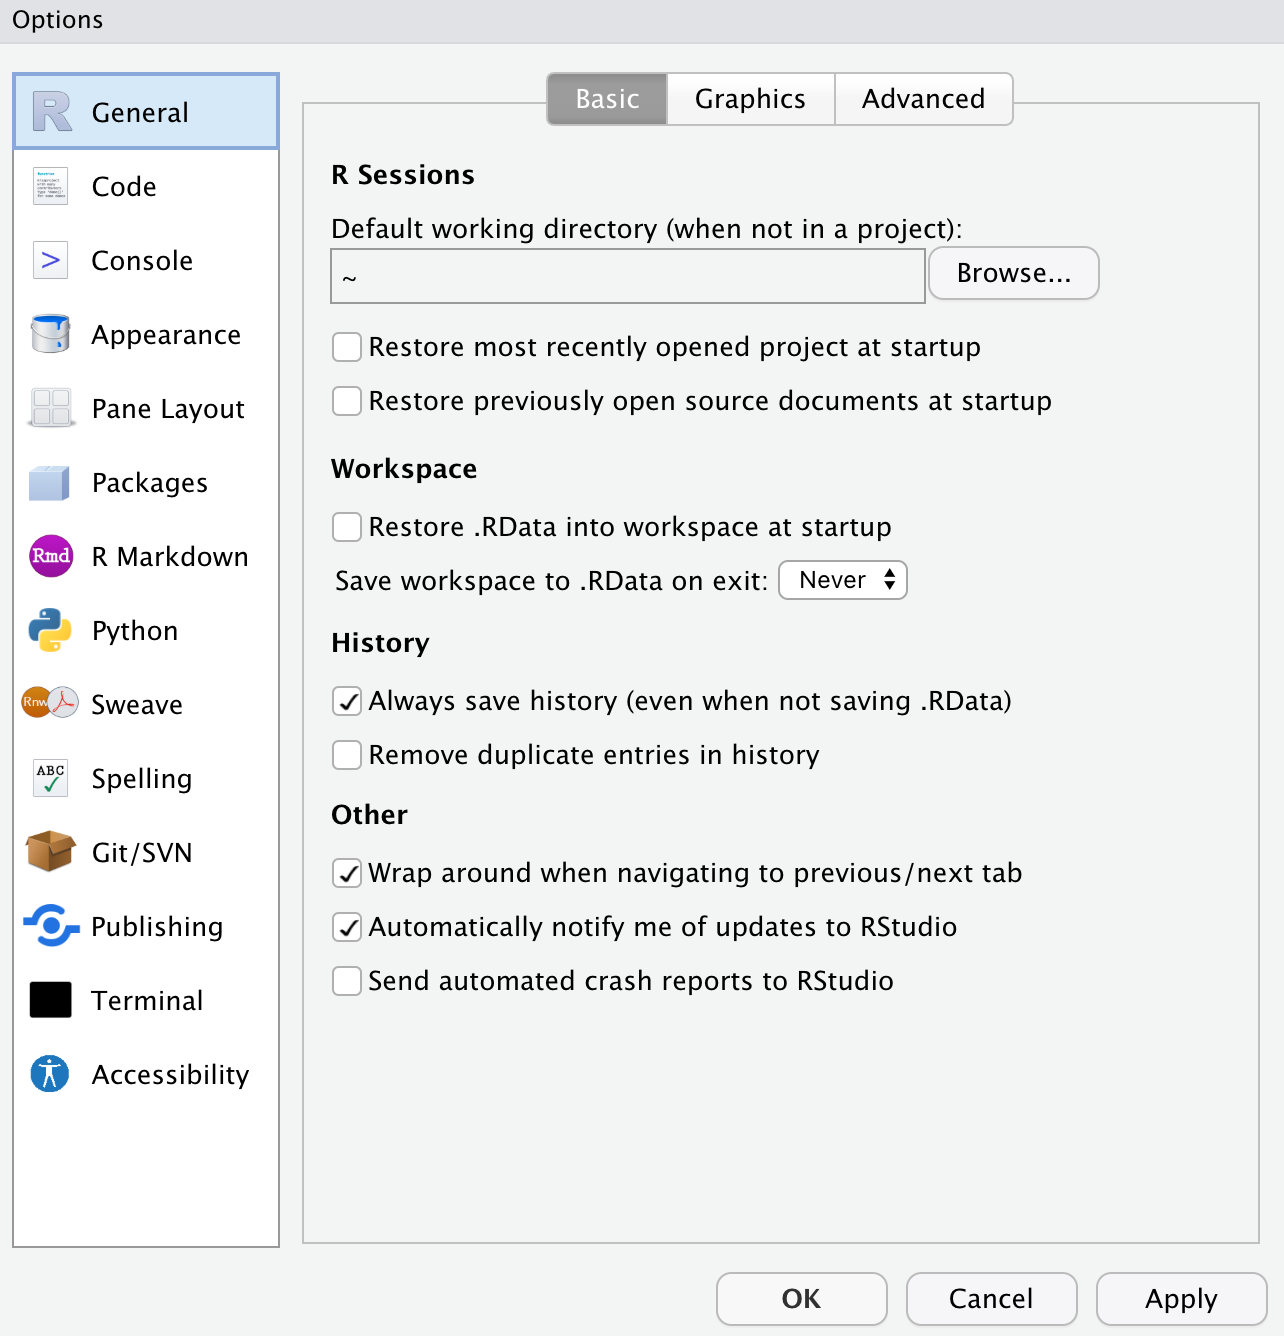 Options
General
Code
Console
Appearance
Pane Layout
Packages
Rmd R Markdown
Python
Rnw Sweave
ABC Spelling
Git/SVN
Publishing
Terminal
Accessibility
Basic Graphics Advanced
R Sessions
Default working directory (when not in a project):
~ Browse...
Restore most recently opened project at startup
Restore previously open source documents at startup
Workspace
Restore .RData into workspace at startup
Save workspace to .RData on exit: Never
History
Always save history (even when not saving .RData)
Remove duplicate entries in history
Other
Wrap around when navigating to previous/next tab
Automatically notify me of updates to RStudio
Send automated crash reports to RStudio
OK Cancel Apply